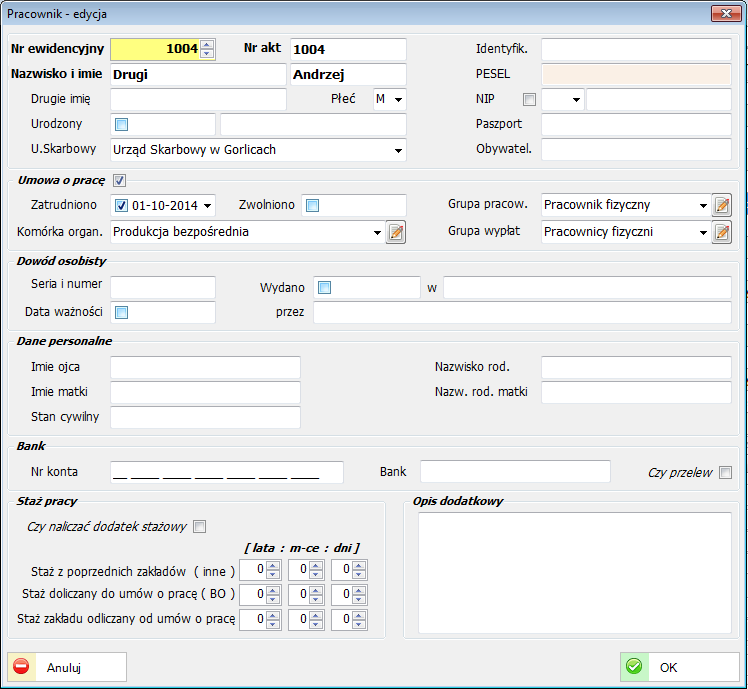 Pracownik - edycja
Nr ewidencyjny 1004 Nr akt 1004 Identyfik.
Nazwisko i imie Drugi Andrzej PESEL
Drugie imię Płeć M NIP
Urodzony Paszport
U.Skarbowy Urząd Skarbowy w Gorlicach Obywatel.
Umowa o pracę
Zatrudniono 01-10-2014 Zwolniono Grupa pracow. Pracownik fizyczny
Komórka organ. Produkcja bezpośrednia Grupa wypłat Pracownicy fizyczni
Dowód osobisty
Seria i numer Wydano w
Data ważności przez
Dane personalne
Imie ojca Nazwisko rod.
Imie matki Nazw. rod. matki
Stan cywilny
Bank
Nr konta __ ____ ____ ____ ____ ____ ____ Bank Czy przelew
Staż pracy Opis dodatkowy
Czy naliczać dodatek stażowy
[ lata : m-ce : dni ]
Staż z poprzednich zakładów ( inne ) 0 0 0
Staż doliczany do umów o pracę ( BO ) 0 0 0
Staż zakładu odliczany od umów o pracę 0 0 0
Anuluj OK